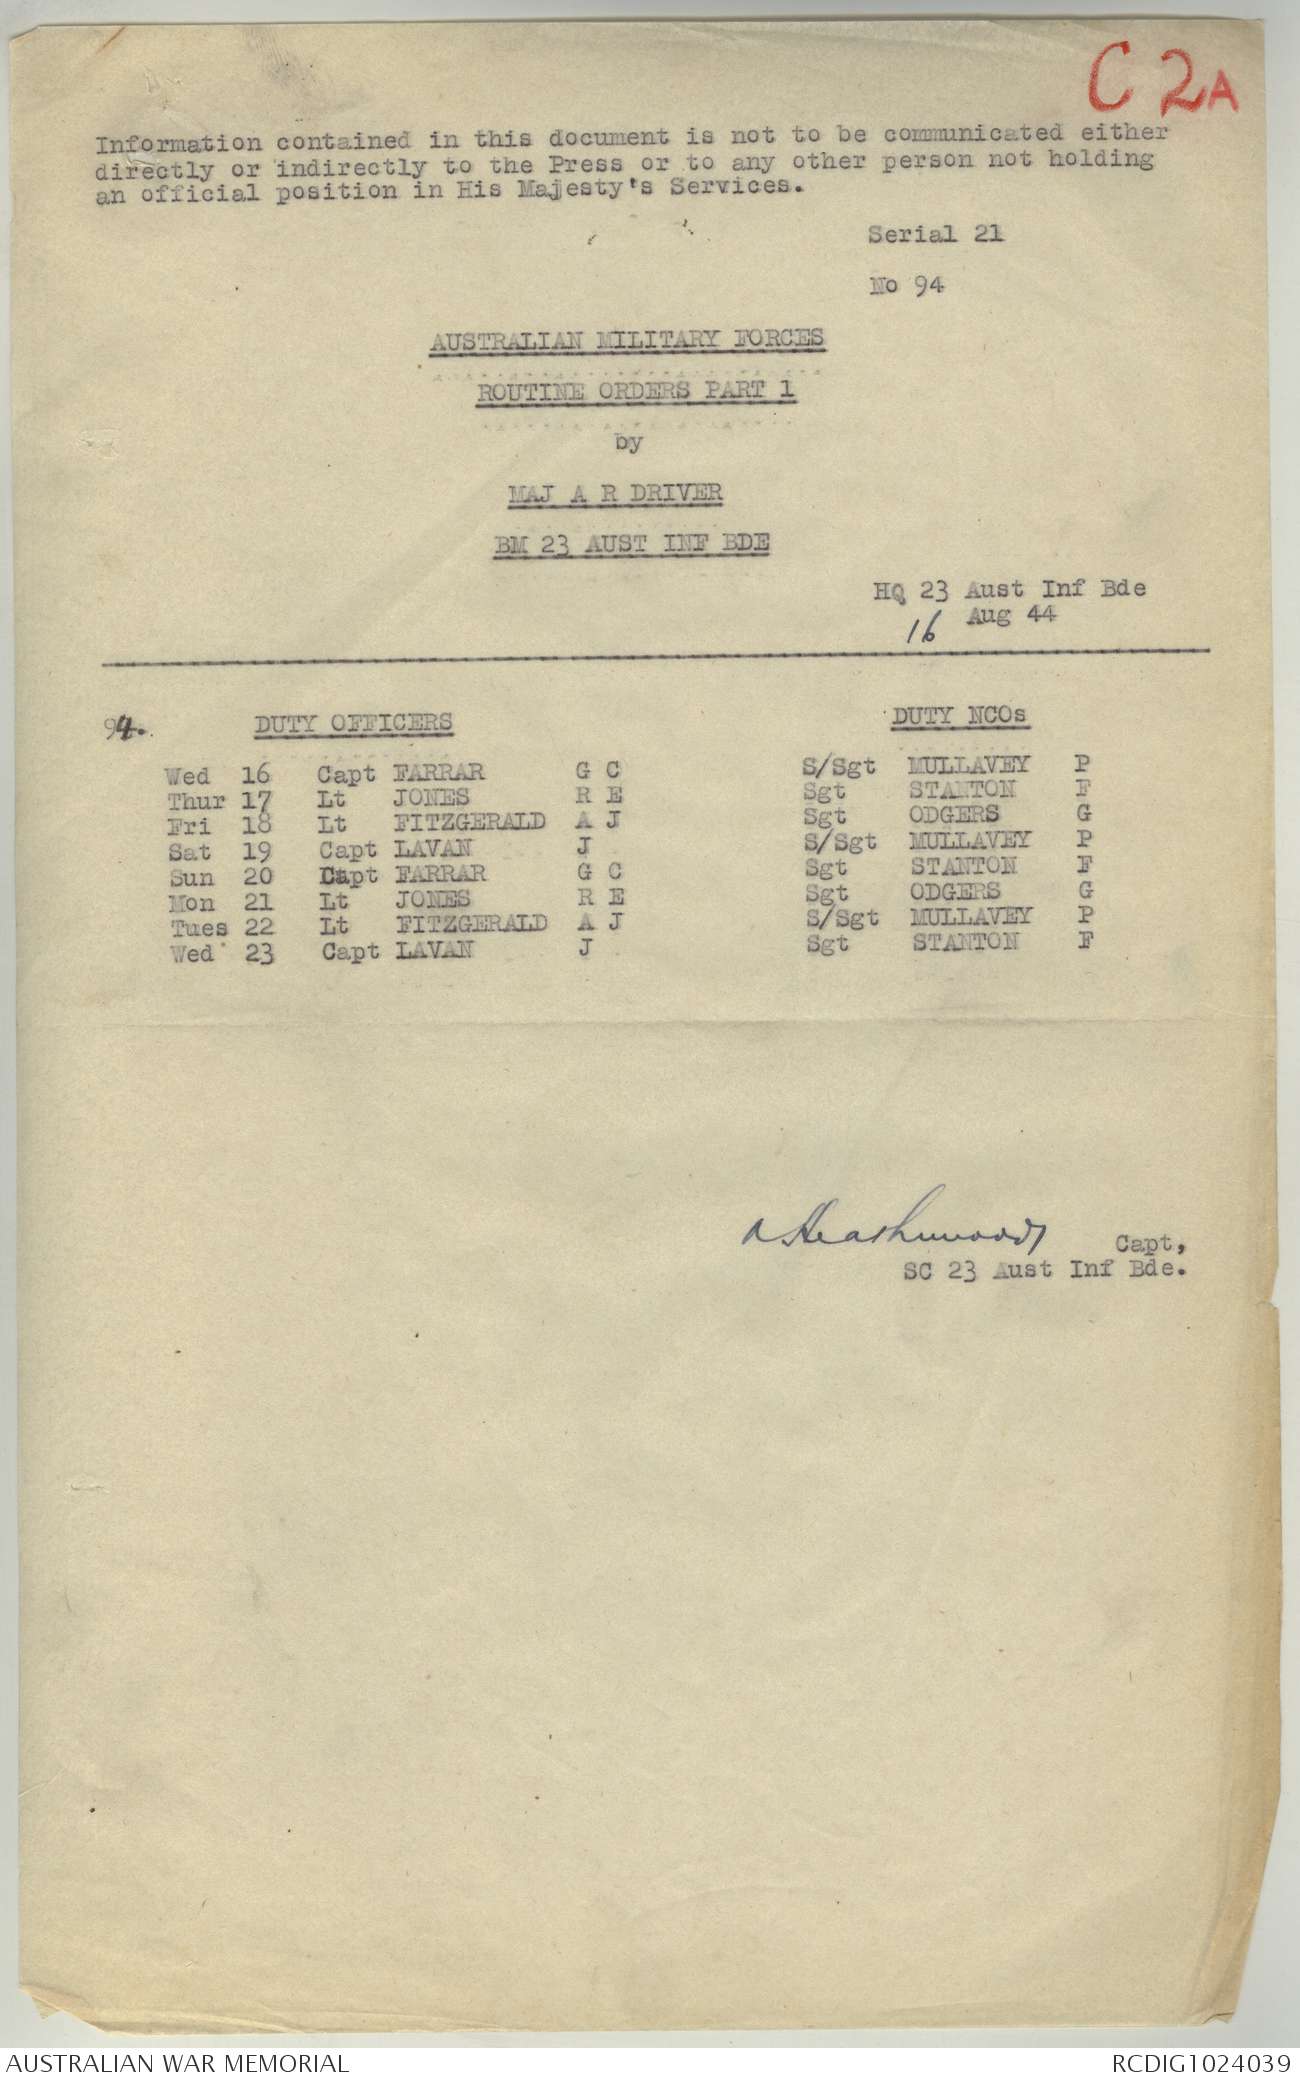 C 2A
Information contained in this document is not to be communicated either
directly or indirectly to the Press or to any other person not holding
an official position in His Majesty's Services.
Serial 21
No 94
AUSTRALIAN MILITARY FORCES
ROUTINE ORDERS PART 1
by
MAJ A R DRIVER
BM 23 AUST INF BDE
HQ 23 Aust Inf Bde
16 Aug 44
94. DUTY OFFICERS DUTY NCOs
Wed 16 Capt FARRAR G C S/Sgt MULLAVEY P
Thur 17 Lt JONES R E Sgt STANTON F
Fri 18 Lt FITZGERALD A J Sgt ODGERS G
Sat 19 Capt LAVAN J S/Sgt MULLAVEY P
Sun 20 Capt FARRAR G C Sgt STANTON F
Mon 21 Lt JONES R E Sgt ODGERS G
Tues 22 Lt FITZGERALD A J S/Sgt MULLAVEY P
Wed 23 Capt LAVAN J Sgt STANTON F
Capt,
SC 23 Aust Inf Bde.
AUSTRALIAN WAR MEMORIAL RCDIG1024039